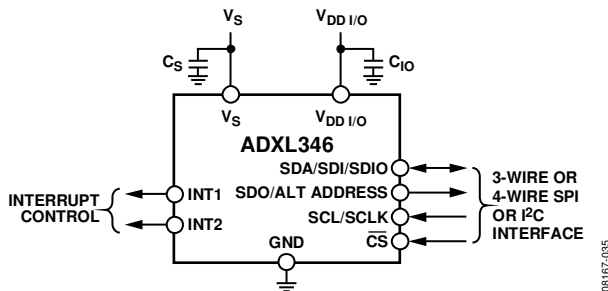 VS
VDD I/O
CS
CIO
VS
VDD I/O
ADXL346
SDA/SDI/SDIO
SDO/ALT ADDRESS
SCL/SCLK
CS
INT1
INT2
GND
INTERRUPT
CONTROL
3-WIRE OR
4-WIRE SPI
OR I2C
INTERFACE
08167-035